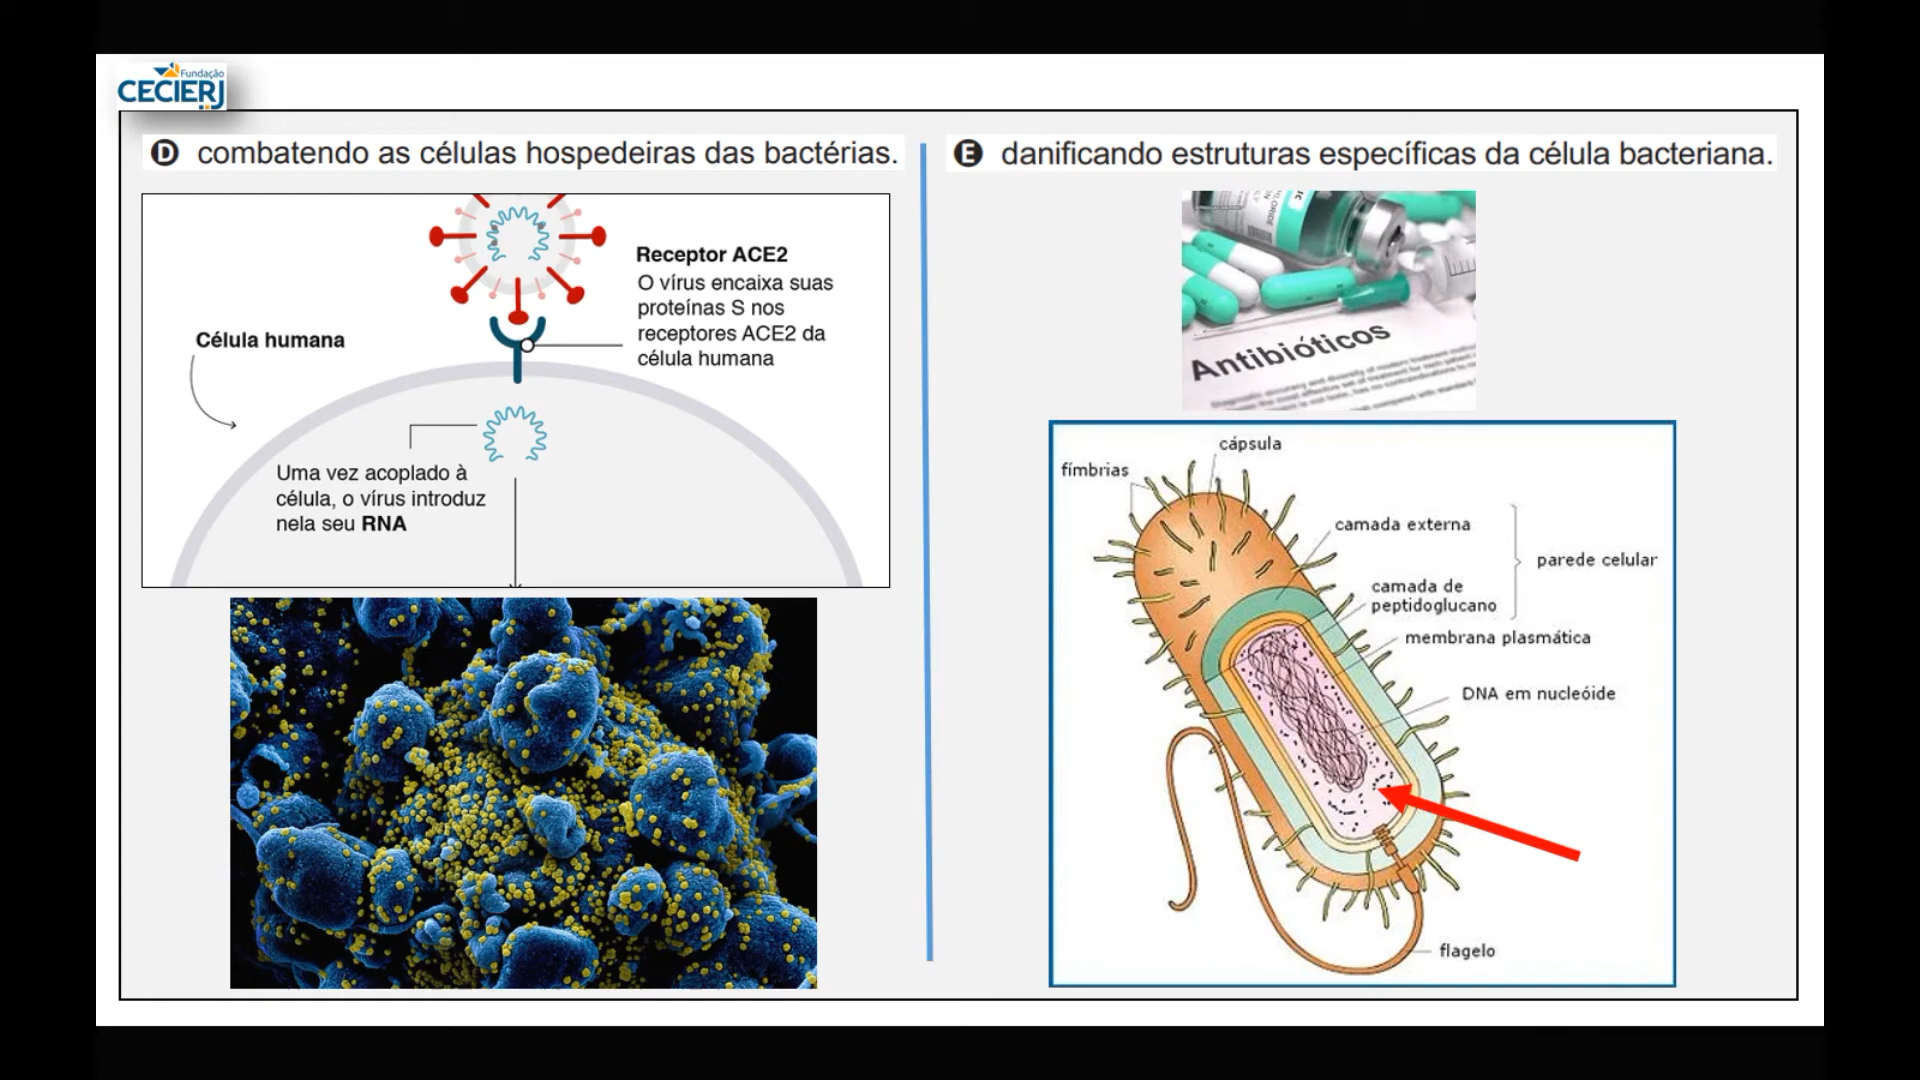 Fundação
CECIERJ
D combatendo as células hospedeiras das bactérias.
Receptor ACE2
O vírus encaixa suas
proteínas S nos
receptores ACE2 da
célula humana
Célula humana
Uma vez acoplado à
célula, o vírus introduz
nela seu RNA
E danificando estruturas específicas da célula bacteriana.
Antibióticos
cápsula
fímbrias
camada externa
parede celular
camada de
peptidoglucano
membrana plasmática
DNA em nucleóide
flagelo